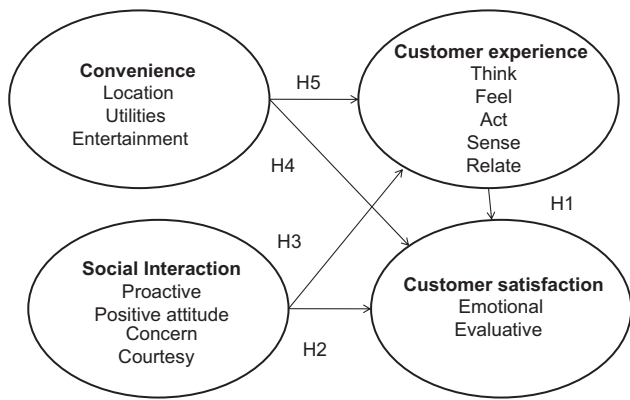 Convenience
Location
Utilities
Entertainment
H5
Customer experience
Think
Feel
Act
Sense
Relate
H4
H1
H3
Social Interaction
Proactive
Positive attitude
Concern
Courtesy
H2
Customer satisfaction
Emotional
Evaluative